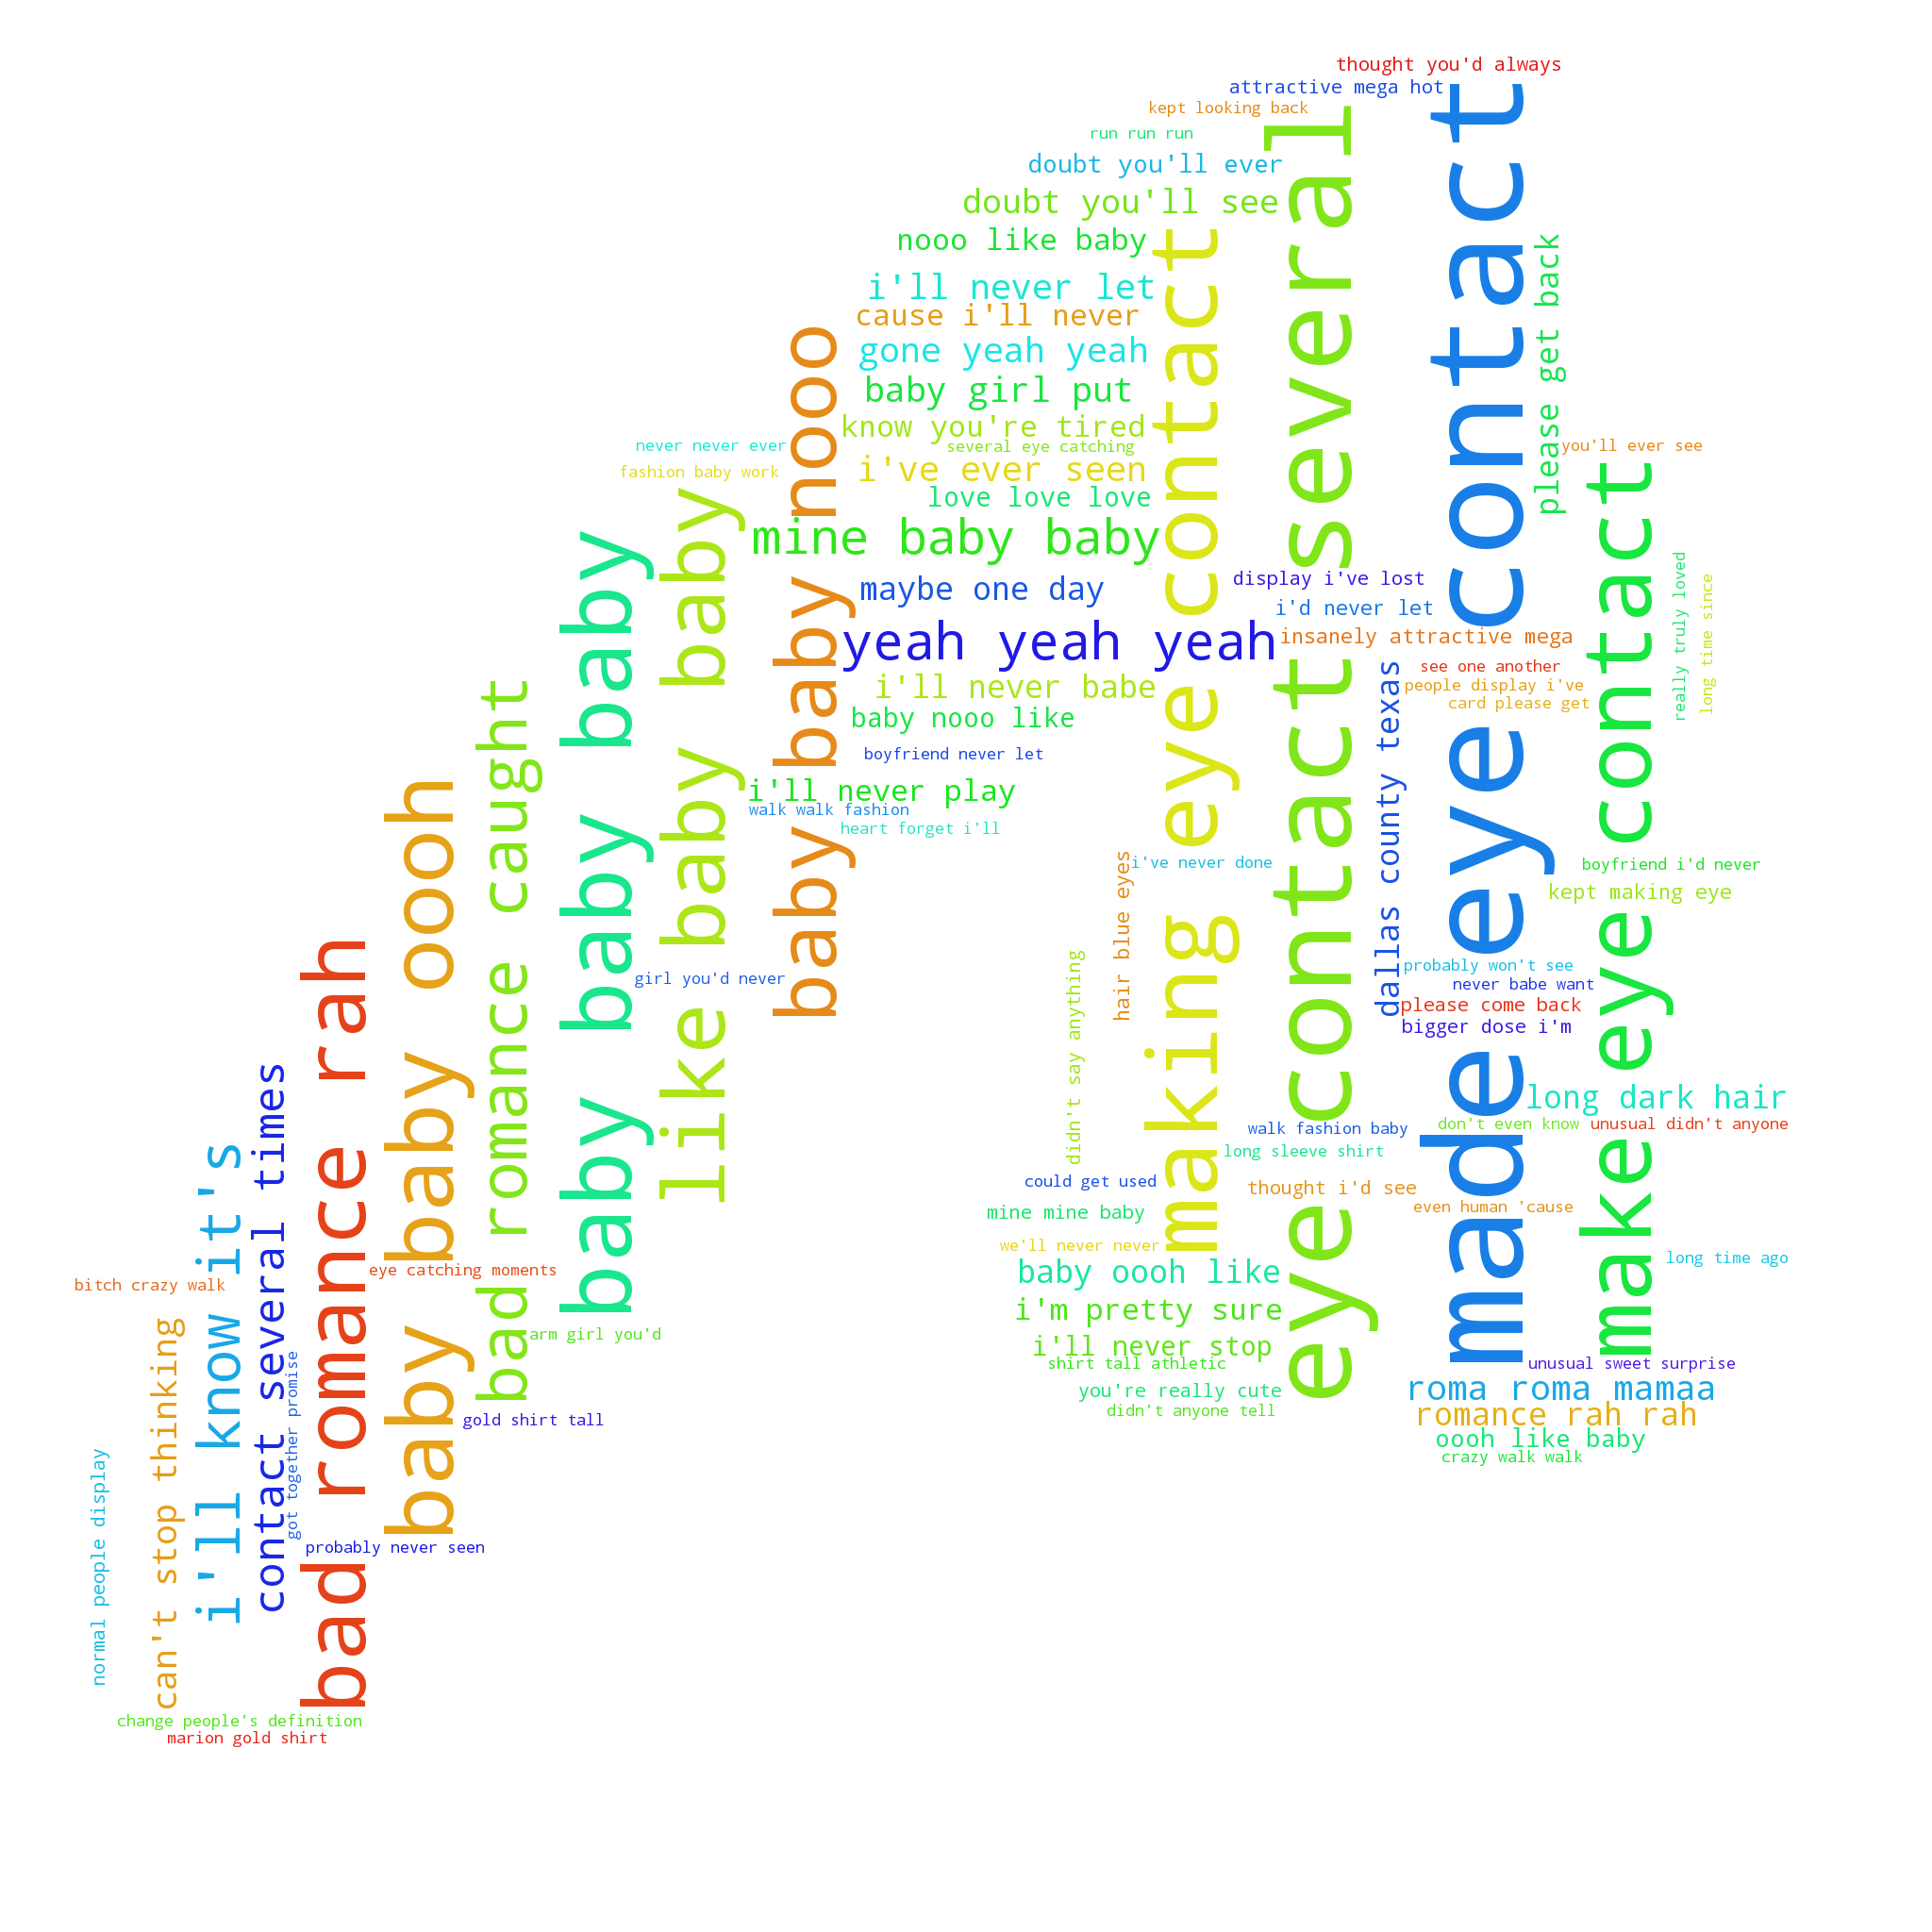 thought you'd always
attractive mega hot
kept looking back
run run run
doubt you'll ever
doubt you'll see
nooo like baby
i'll never let
cause i'll never
gone yeah yeah
baby girl put
know you're tired
several eye catching
i've ever seen
love love love
mine baby baby
maybe one day
yeah yeah yeah
i'll never babe
baby nooo like
boyfriend never let
i'll never play
walk walk fashion
heart forget i'll
never never ever
fashion baby work
you'll ever see
display i've lost
i'd never let
insanely attractive mega
see one another
people display i've
card please get
i've never done
boyfriend i'd never
kept making eye
probably won't see
never babe want
please come back
bigger dose i'm
girl you'd never
long dark hair
don't even know
unusual didn't anyone
walk fashion baby
long sleeve shirt
could get used
thought i'd see
mine mine baby
even human 'cause
we'll never never
long time ago
baby oooh like
i'm pretty sure
i'll never stop
shirt tall athletic
you're really cute
didn't anyone tell
unusual sweet surprise
roma roma mamaa
romance rah rah
oooh like baby
crazy walk walk
bitch crazy walk
eye catching moments
arm girl you'd
gold shirt tall
probably never seen
change people's definition
marion gold shirt
normal people display
can't stop thinking
i'll know it's
contact several times
got together promise
bad romance rah
baby baby oooh
bad romance caught
baby baby baby
like baby baby
baby baby nooo
didn't say anything
hair blue eyes
making eye contact
eye contact several
dallas county texas
made eye contact
please get back
make eye contact
really truly loved
long time since